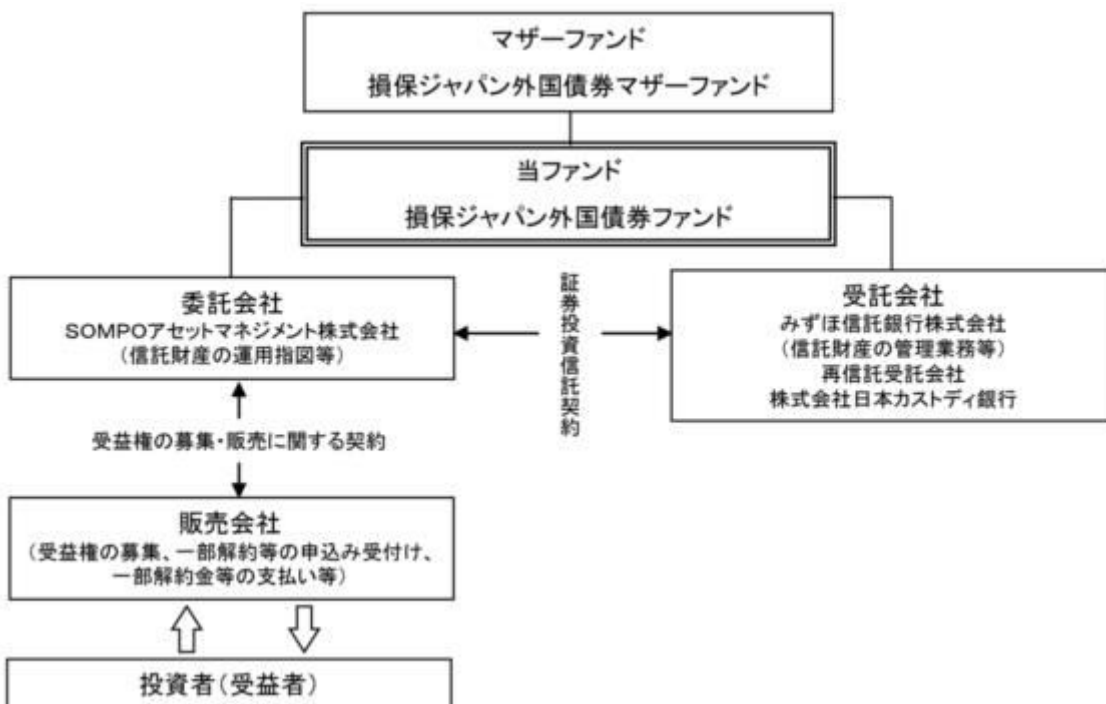 マザーファンド
損保ジャパン外国債券マザーファンド
当ファンド
損保ジャパン外国債券ファンド
委託会社
SOMPOアセットマネジメント株式会社
（信託財産の運用指図等）
証券投資信託契約
受託会社
みずほ信託銀行株式会社
（信託財産の管理業務等）
再信託受託会社
株式会社日本カストディ銀行
受益権の募集・販売に関する契約
販売会社
（受益権の募集、一部解約等の申込み受付け、
一部解約金等の支払い等）
投資者（受益者）